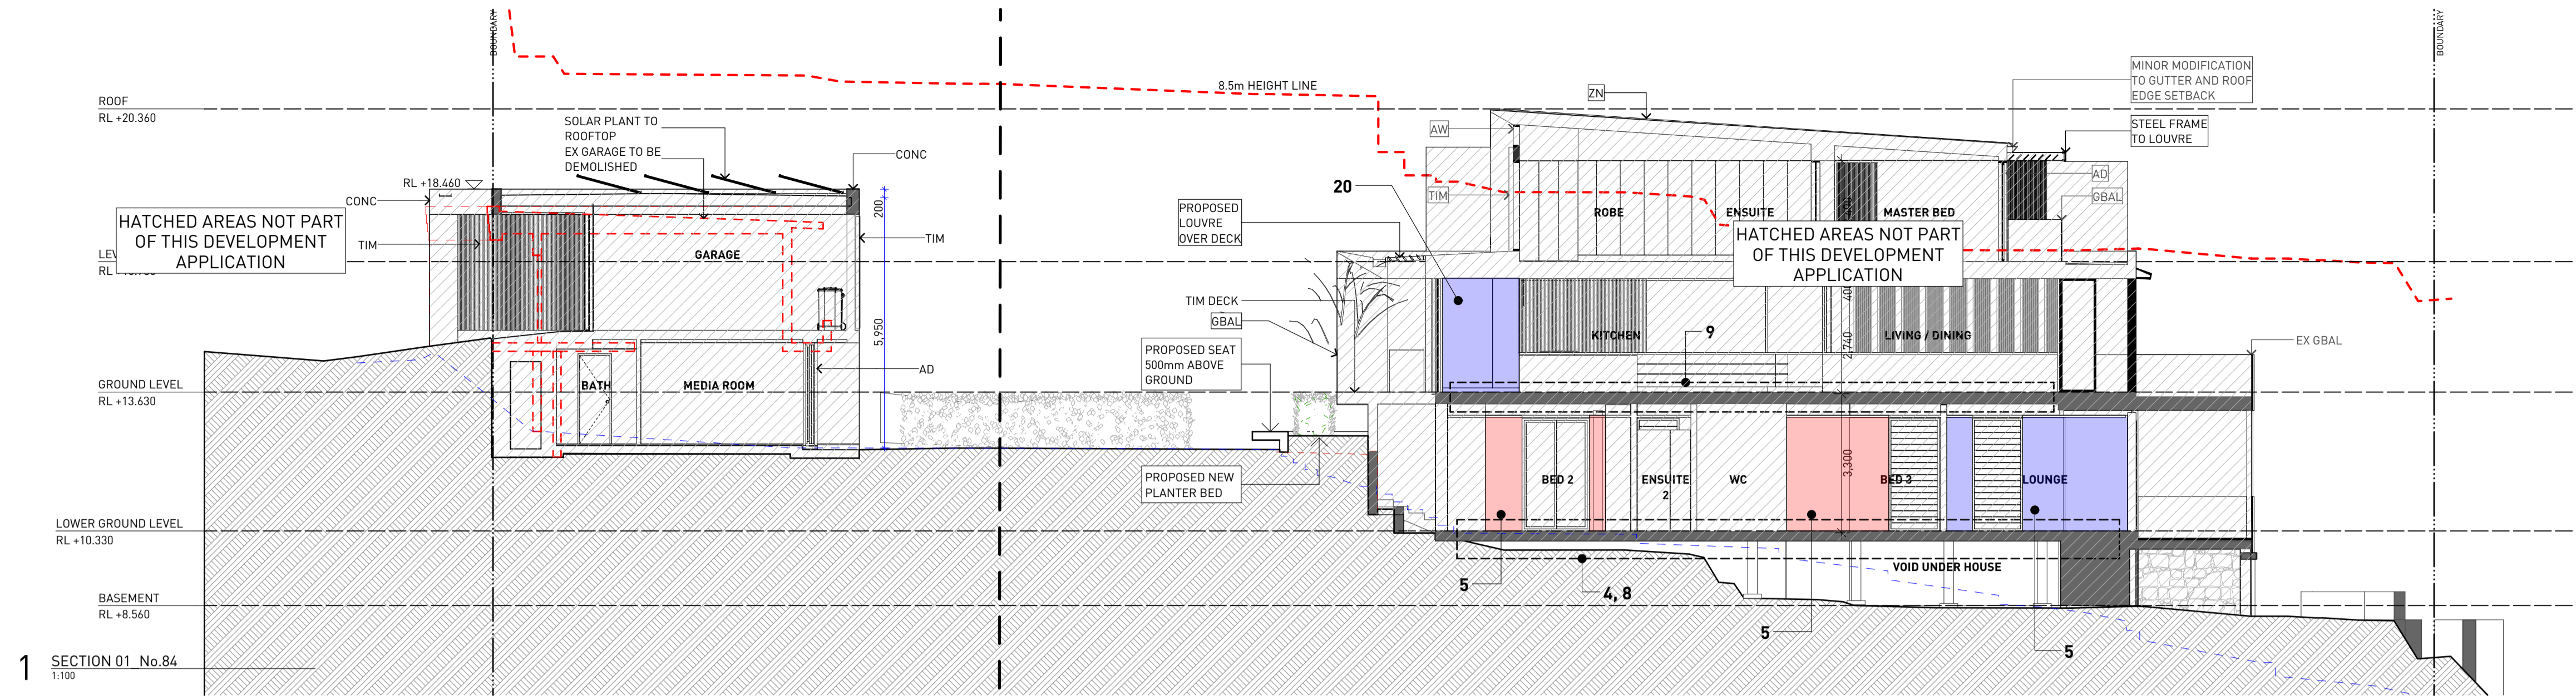 BOUNDARY
BOUNDARY
ROOF
RL +20.360
8.5m HEIGHT LINE
ZN
MINOR MODIFICATION
TO GUTTER AND ROOF
EDGE SETBACK
SOLAR PLANT TO
ROOFTOP
EX GARAGE TO BE
DEMOLISHED
AW
STEEL FRAME
TO LOUVRE
CONC
RL +18.460
CONC
20
TIM
AD
GBAL
200
PROPOSED
LOUVRE
OVER DECK
ROBE
ENSUITE
MASTER BED
HATCHED AREAS NOT PART
OF THIS DEVELOPMENT
APPLICATION
TIM
GARAGE
TIM
HATCHED AREAS NOT PART
OF THIS DEVELOPMENT
APPLICATION
TIM DECK
GBAL
5,950
KITCHEN
9
LIVING / DINING
2,740
EX GBAL
PROPOSED SEAT
500mm ABOVE
GROUND
AD
GROUND LEVEL
RL +13.630
BATH
MEDIA ROOM
3,300
PROPOSED NEW
PLANTER BED
BED 2
ENSUITE
2
WC
BED 3
LOUNGE
LOWER GROUND LEVEL
RL +10.330
VOID UNDER HOUSE
5
4, 8
5
5
BASEMENT
RL +8.560
1
SECTION 01_No.84
1:100